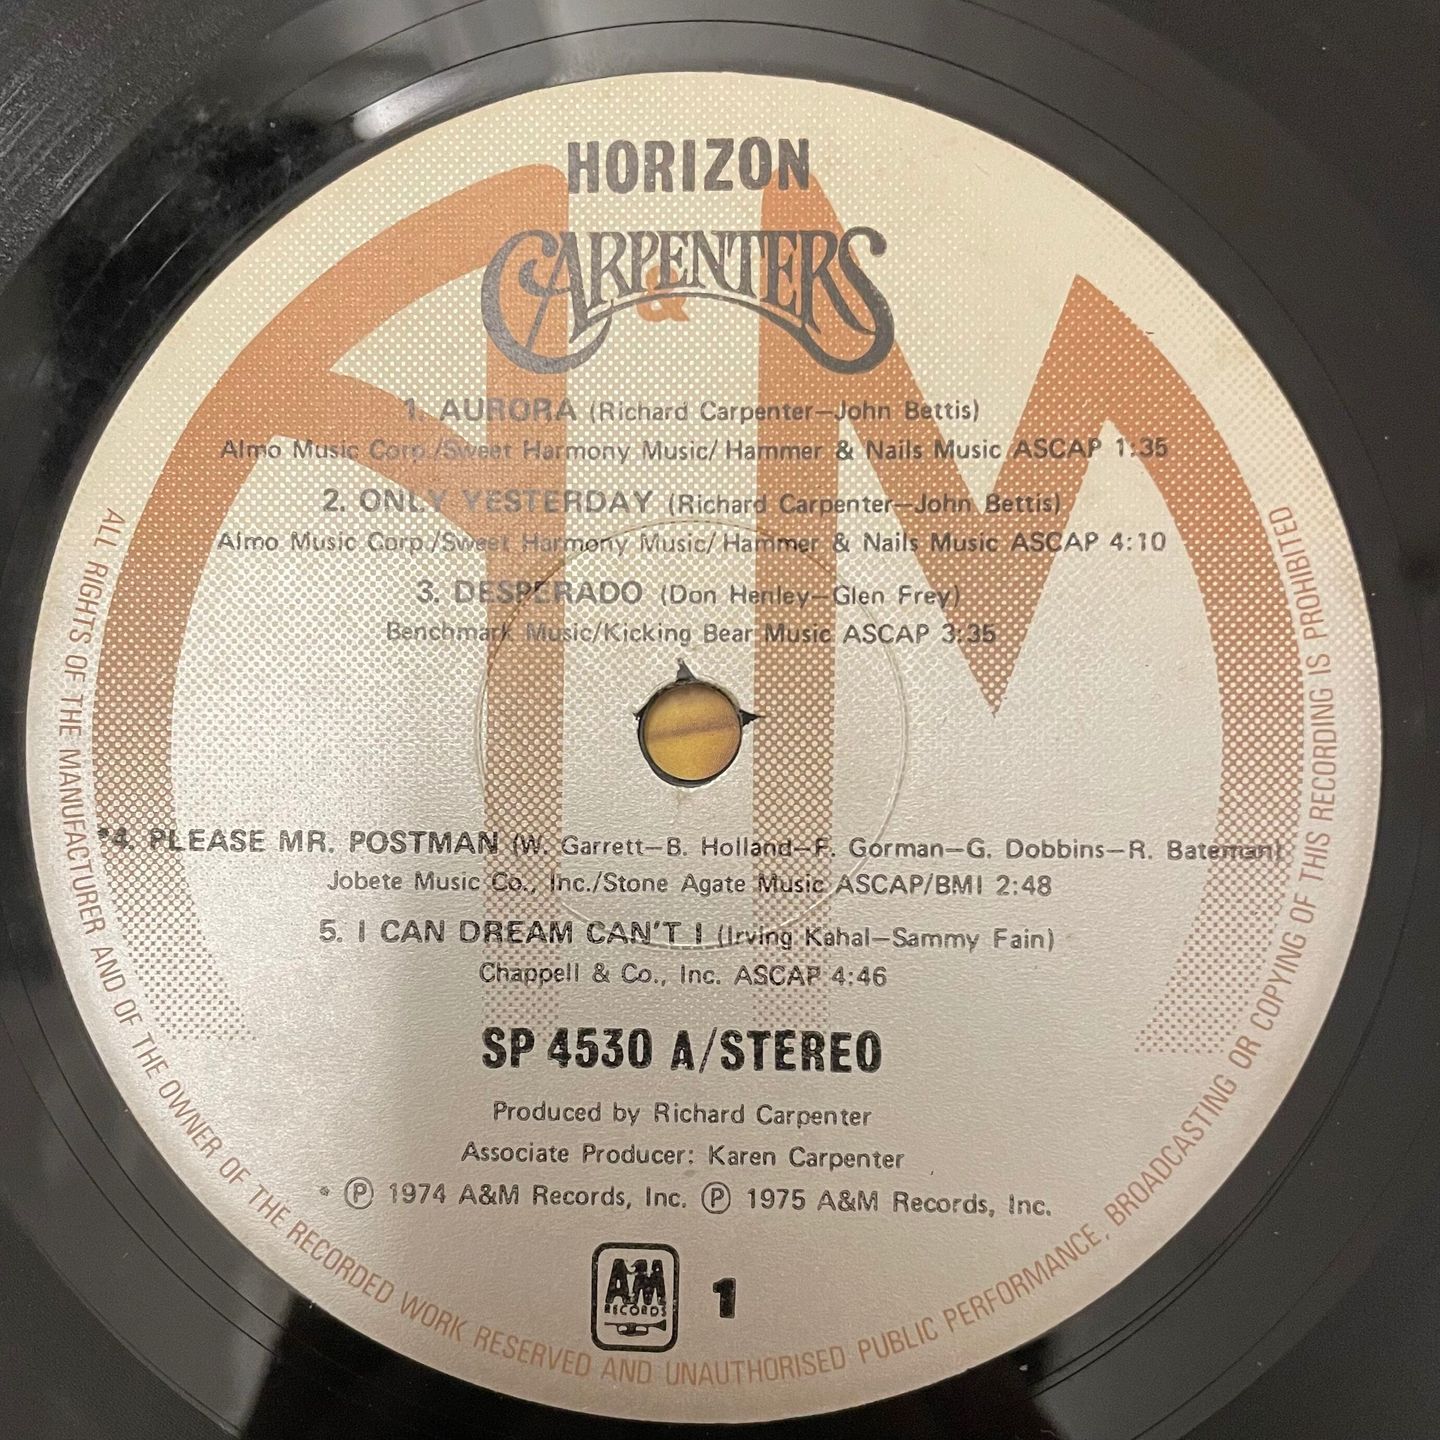 HORIZON
CARPENTERS
1. AURORA (Richard Carpenter—John Bettis)
Almo Music Corp./Sweet Harmony Music/Hammer & Nails Music ASCAP 1:35
2. ONLY YESTERDAY (Richard Carpenter—John Bettis)
Almo Music Corp./Sweet Harmony Music/Hammer & Nails Music ASCAP 4:10
3. DESPERADO (Don Henley—Glen Frey)
Benchmark Music/Kicking Bear Music ASCAP 3:35
*4. PLEASE MR. POSTMAN (W. Garrett—B. Holland—F. Gorman—G. Dobbins—R. Bateman)
Jobete Music Co., Inc./Stone Agate Music ASCAP/BMI 2:48
5. I CAN DREAM CAN'T I (Irving Kahal—Sammy Fain)
Chappell & Co., Inc. ASCAP 4:46
SP 4530 A/STEREO
Produced by Richard Carpenter
Associate Producer: Karen Carpenter
* ℗ 1974 A&M Records, Inc. ℗ 1975 A&M Records, Inc.
A&M
RECORDS
1
ALL RIGHTS OF THE MANUFACTURER AND OF THE OWNER OF THE RECORDED WORK RESERVED AND UNAUTHORISED PUBLIC PERFORMANCE, BROADCASTING OR COPYING OF THIS RECORDING IS PROHIBITED
A&M